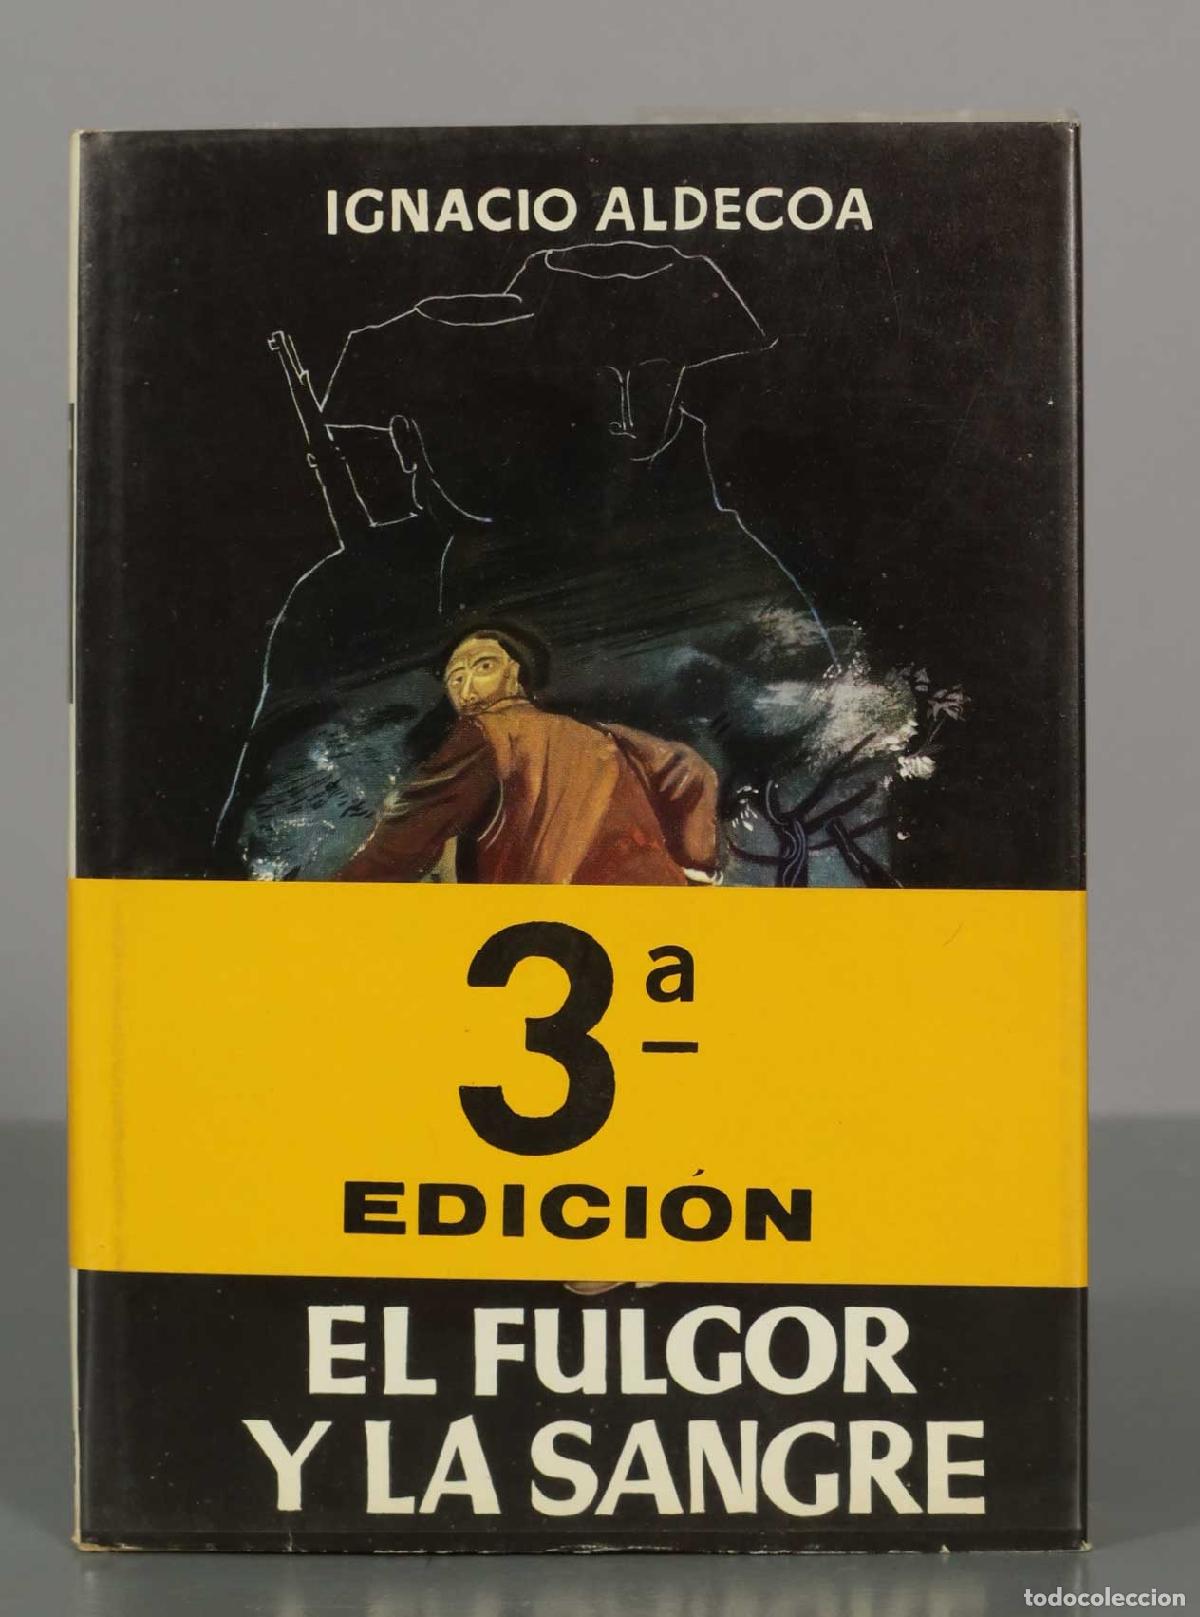 IGNACIO ALDECOA
3ª
EDICIÓN
EL FULGOR
Y LA SANGRE
todocoleccion